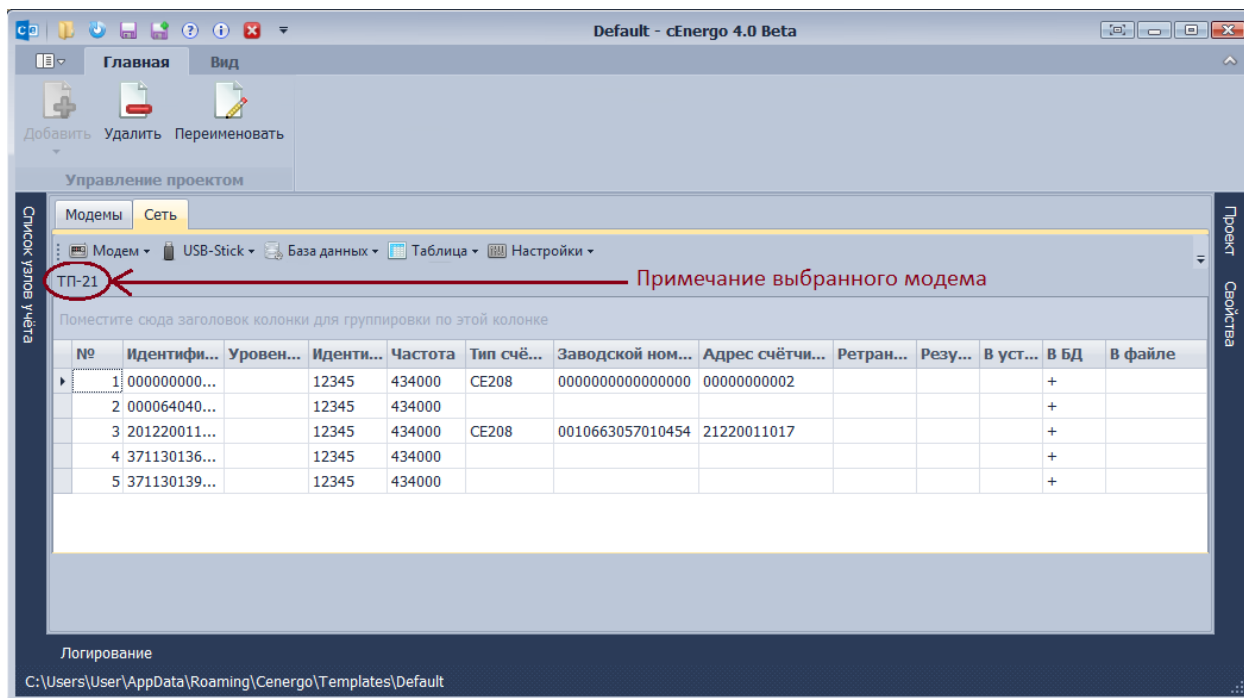 Default - cEnergo 4.0 Beta
Главная Вид
Добавить Удалить Переименовать
Управление проектом
Список узлов учёта
Модемы Сеть
Модем USB-Stick База данных Таблица Настройки
ТП-21 Примечание выбранного модема
Поместите сюда заголовок колонки для группировки по этой колонке
№ Идентифи... Уровен... Иденти... Частота Тип счё... Заводской ном... Адрес счётчи... Ретран... Резу... В уст... В БД В файле
1 000000000... 12345 434000 CE208 0000000000000000 00000000002 +
2 000064040... 12345 434000 +
3 201220011... 12345 434000 CE208 0010663057010454 21220011017 +
4 371130136... 12345 434000 +
5 371130139... 12345 434000 +
Проект
Свойства
Логирование
C:\Users\User\AppData\Roaming\Cenergo\Templates\Default